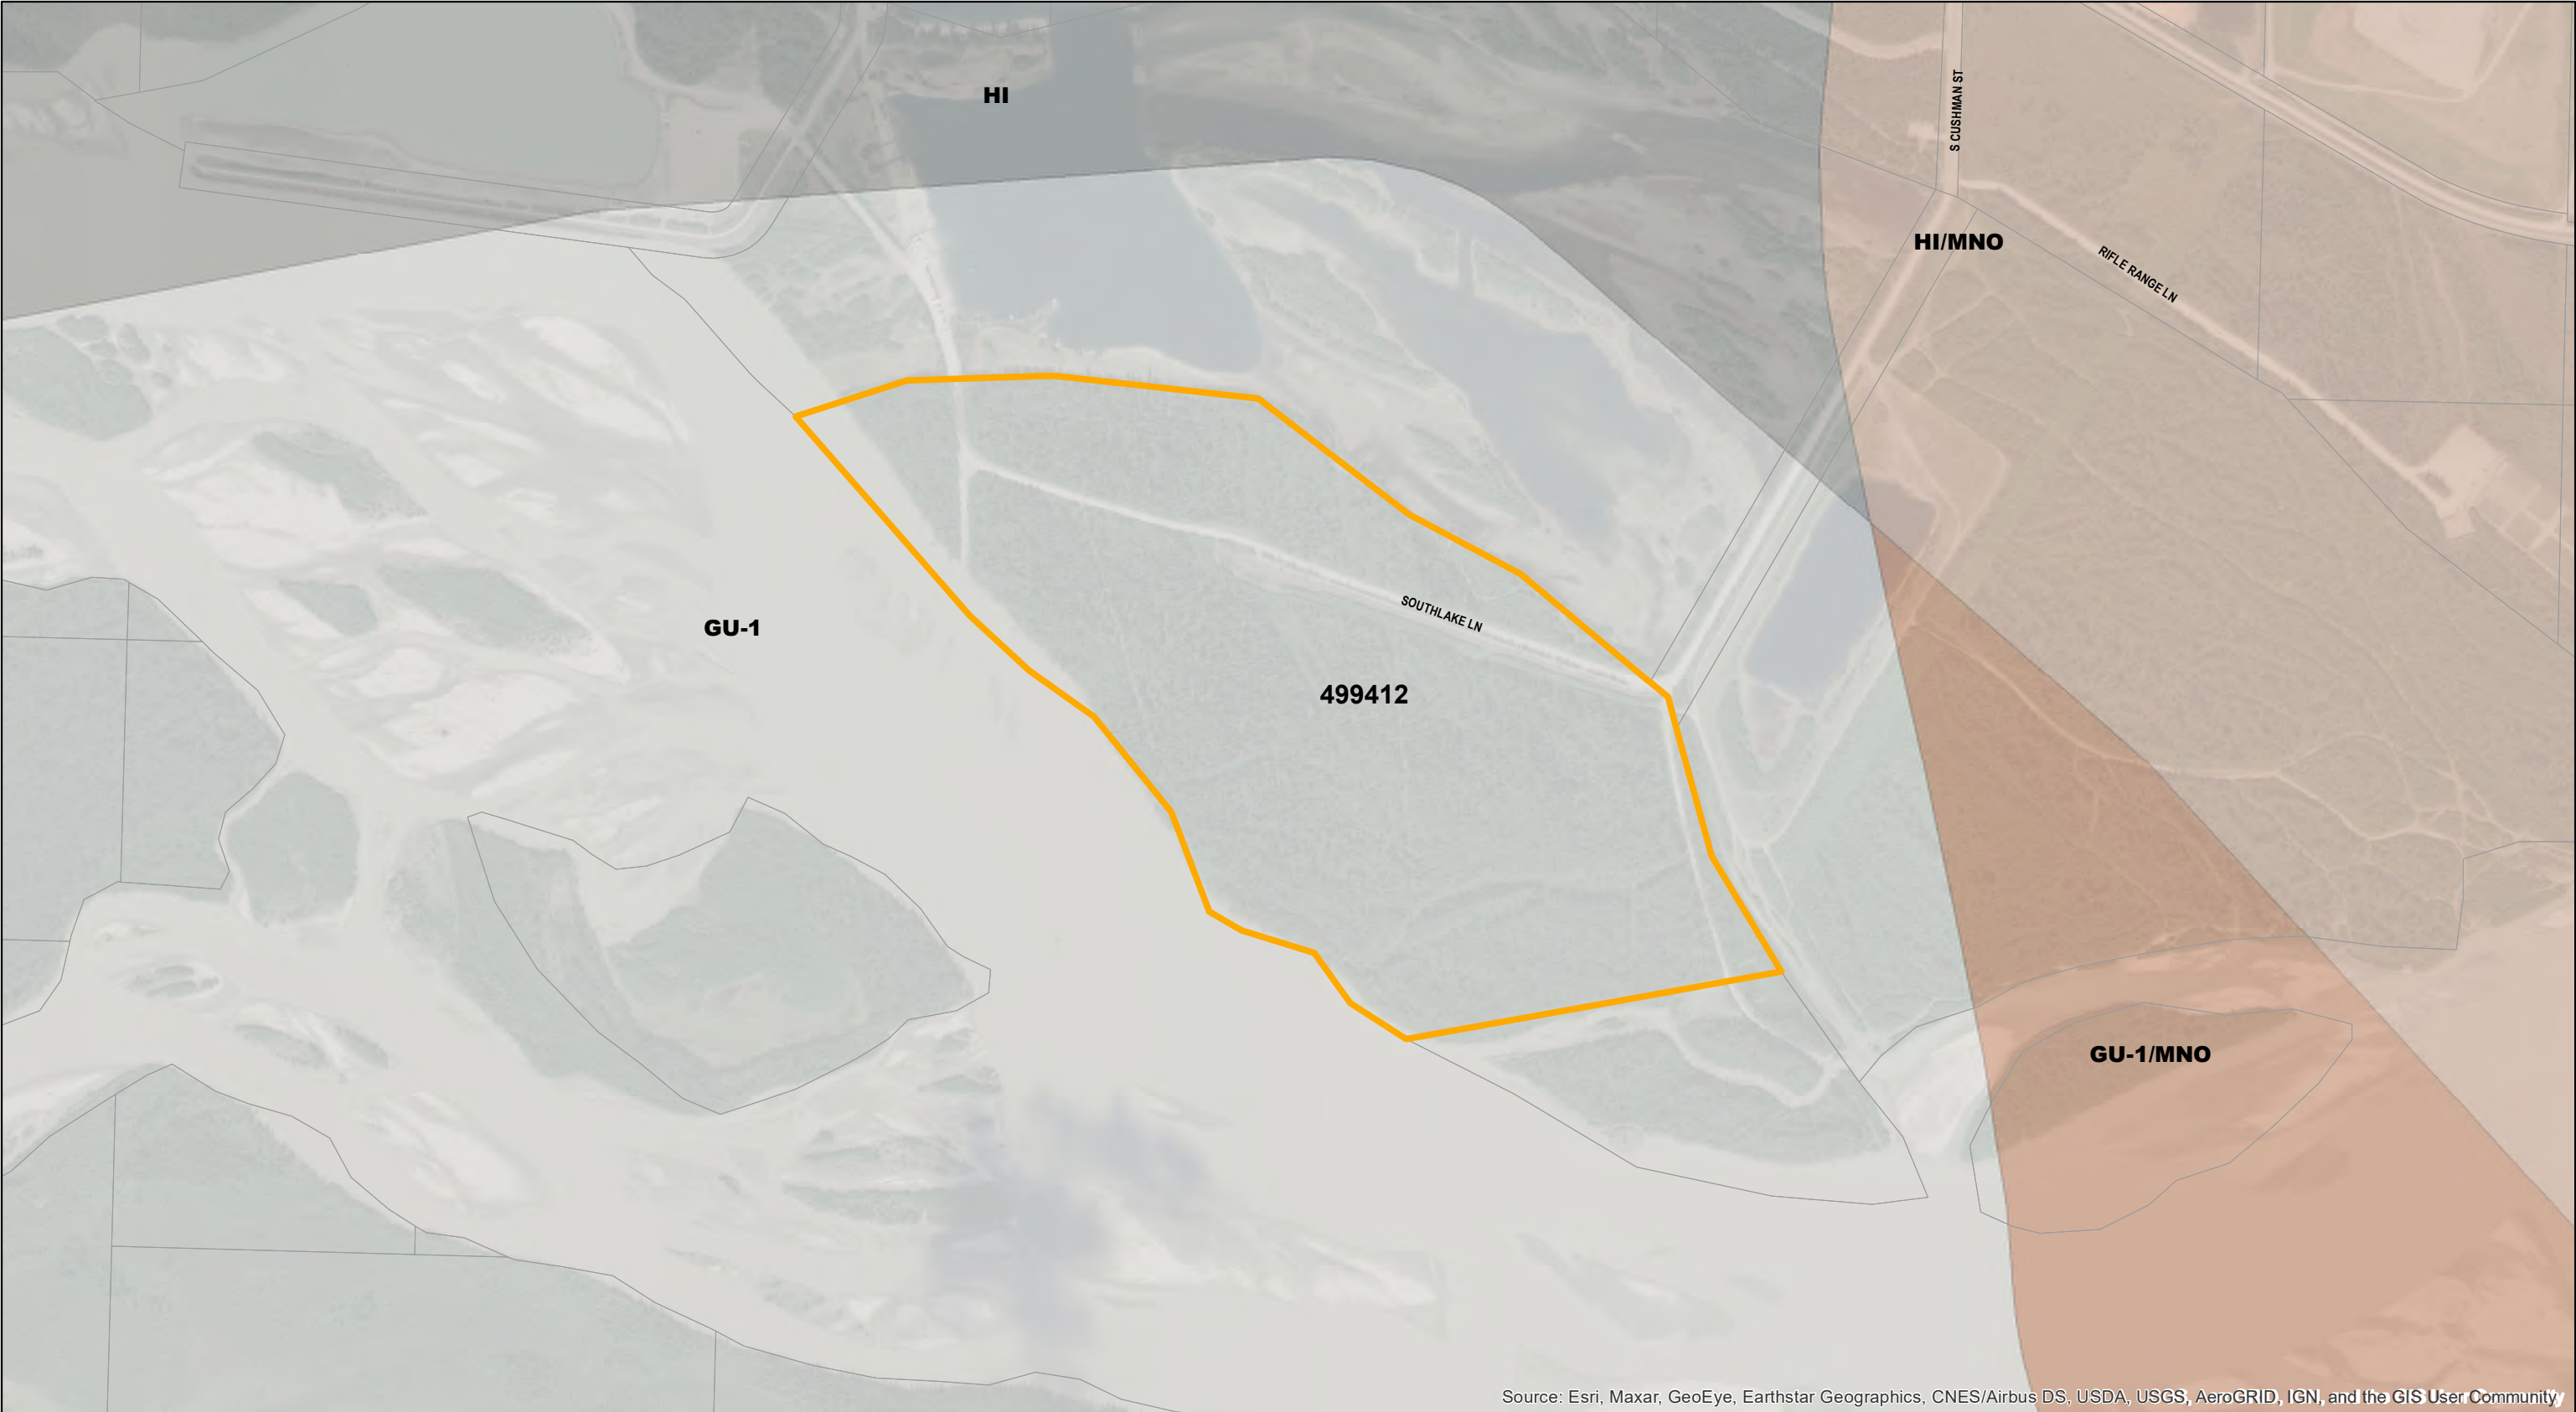 HI
S CUSHMAN ST
HI/MNO
RIFLE RANGE LN
GU-1
SOUTHLAKE LN
499412
GU-1/MNO
Source: Esri, Maxar, GeoEye, Earthstar Geographics, CNES/Airbus DS, USDA, USGS, AeroGRID, IGN, and the GIS User Community